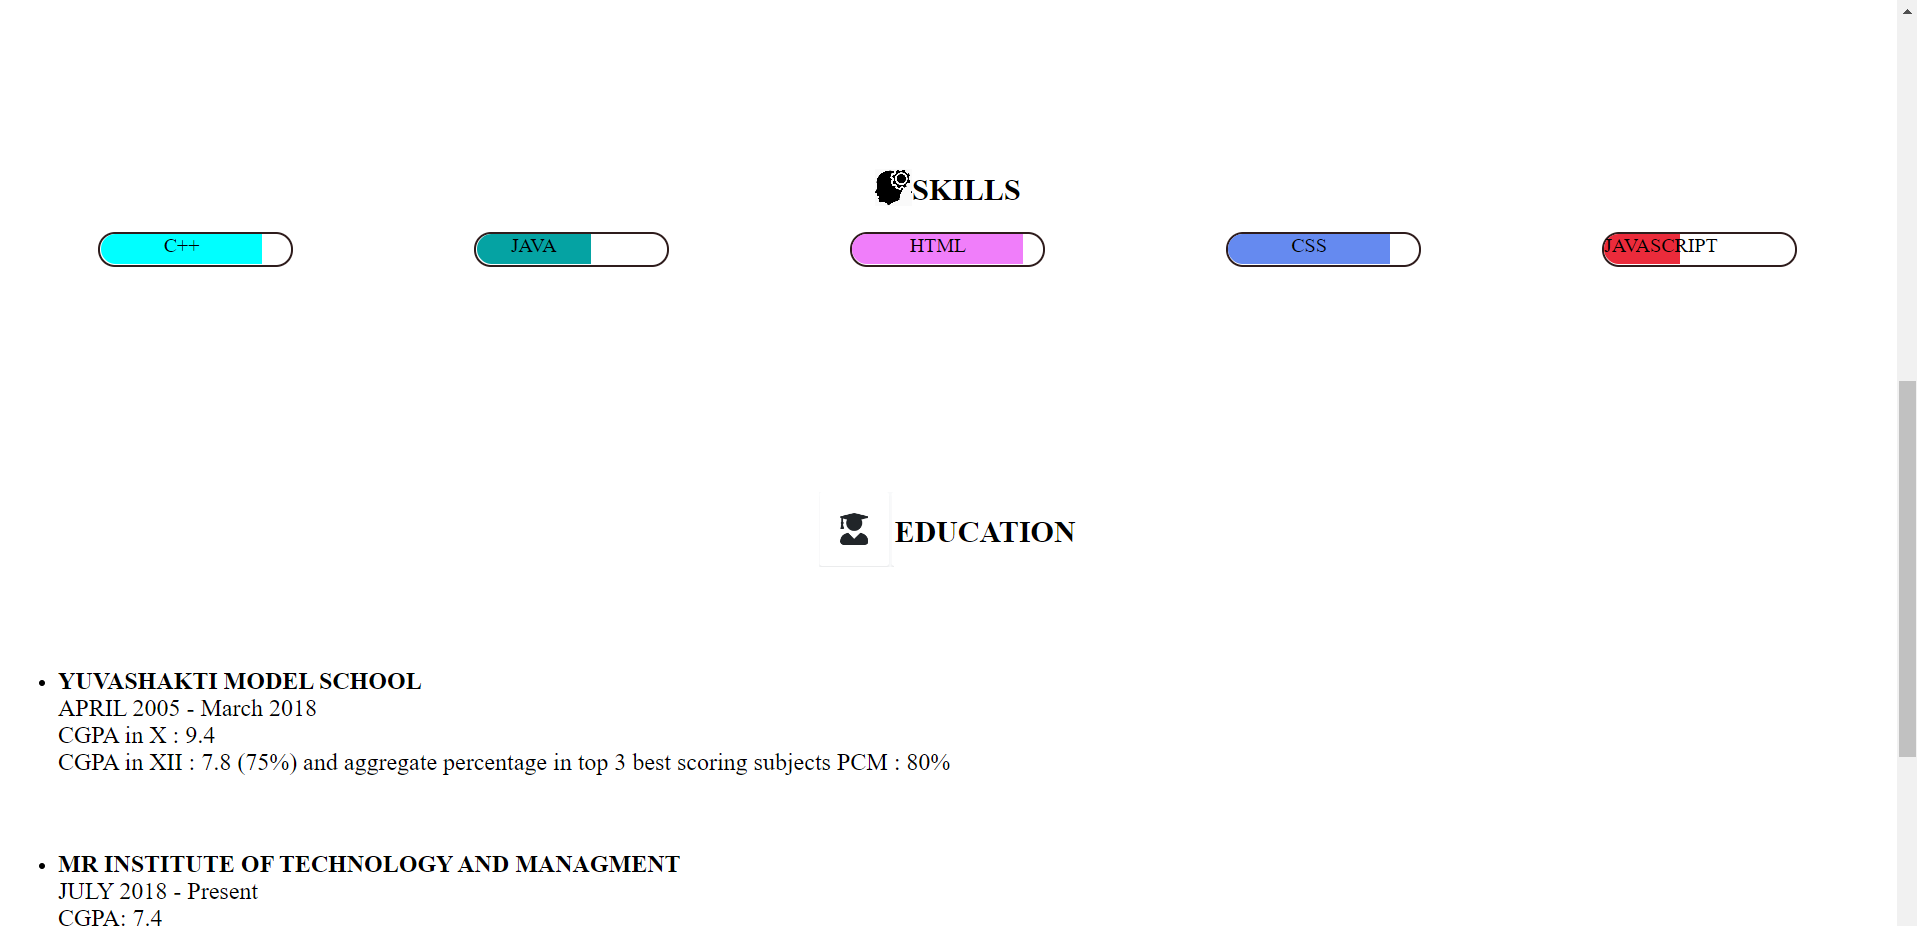 SKILLS
C++ JAVA HTML CSS JAVASCRIPT
EDUCATION
YUVASHAKTI MODEL SCHOOL
APRIL 2005 - March 2018
CGPA in X : 9.4
CGPA in XII : 7.8 (75%) and aggregate percentage in top 3 best scoring subjects PCM : 80%
MR INSTITUTE OF TECHNOLOGY AND MANAGMENT
JULY 2018 - Present
CGPA: 7.4